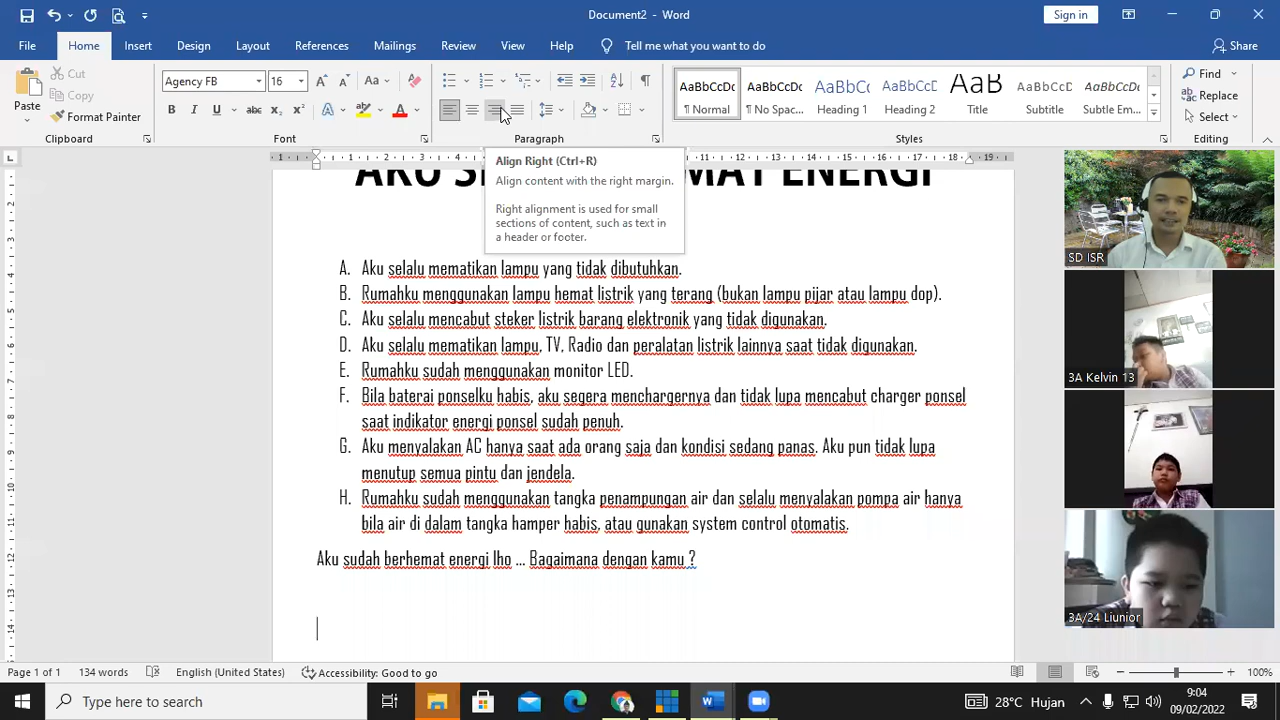 Document2 - Word
Sign in
File Home Insert Design Layout References Mailings Review View Help Tell me what you want to do Share
Paste
Cut
Copy
Format Painter
Clipboard
Agency FB 16
Font
Paragraph
AaBbCcDc ¶ Normal
AaBbCcDc ¶ No Spac...
AaBbC Heading 1
AaBbCcC Heading 2
AaB Title
AaBbCcC Subtitle
AaBbCcDt Subtle Em...
Styles
Find
Replace
Select
Editing
Align Right (Ctrl+R)
Align content with the right margin.
Right alignment is used for small
sections of content, such as text in
a header or footer.
A. Aku selalu mematikan lampu yang tidak dibutuhkan.
B. Rumahku menggunakan lampu hemat listrik yang terang (bukan lampu pijar atau lampu dop).
C. Aku selalu mencabut steker listrik barang elektronik yang tidak digunakan.
D. Aku selalu mematikan lampu, TV, Radio dan peralatan listrik lainnya saat tidak digunakan.
E. Rumahku sudah menggunakan monitor LED.
F. Bila baterai ponselku habis, aku segera menchargernya dan tidak lupa mencabut charger ponsel
saat indikator energi ponsel sudah penuh.
G. Aku menyalakan AC hanya saat ada orang saja dan kondisi sedang panas. Aku pun tidak lupa
menutup semua pintu dan jendela.
H. Rumahku sudah menggunakan tangka penampungan air dan selalu menyalakan pompa air hanya
bila air di dalam tangka hamper habis, atau gunakan system control otomatis.
Aku sudah berhemat energi lho ... Bagaimana dengan kamu ?
SD ISR
3A Kelvin 13
3A/24 Liunior
Page 1 of 1 134 words English (United States) Accessibility: Good to go 100%
Type here to search
28°C Hujan
9:04
09/02/2022